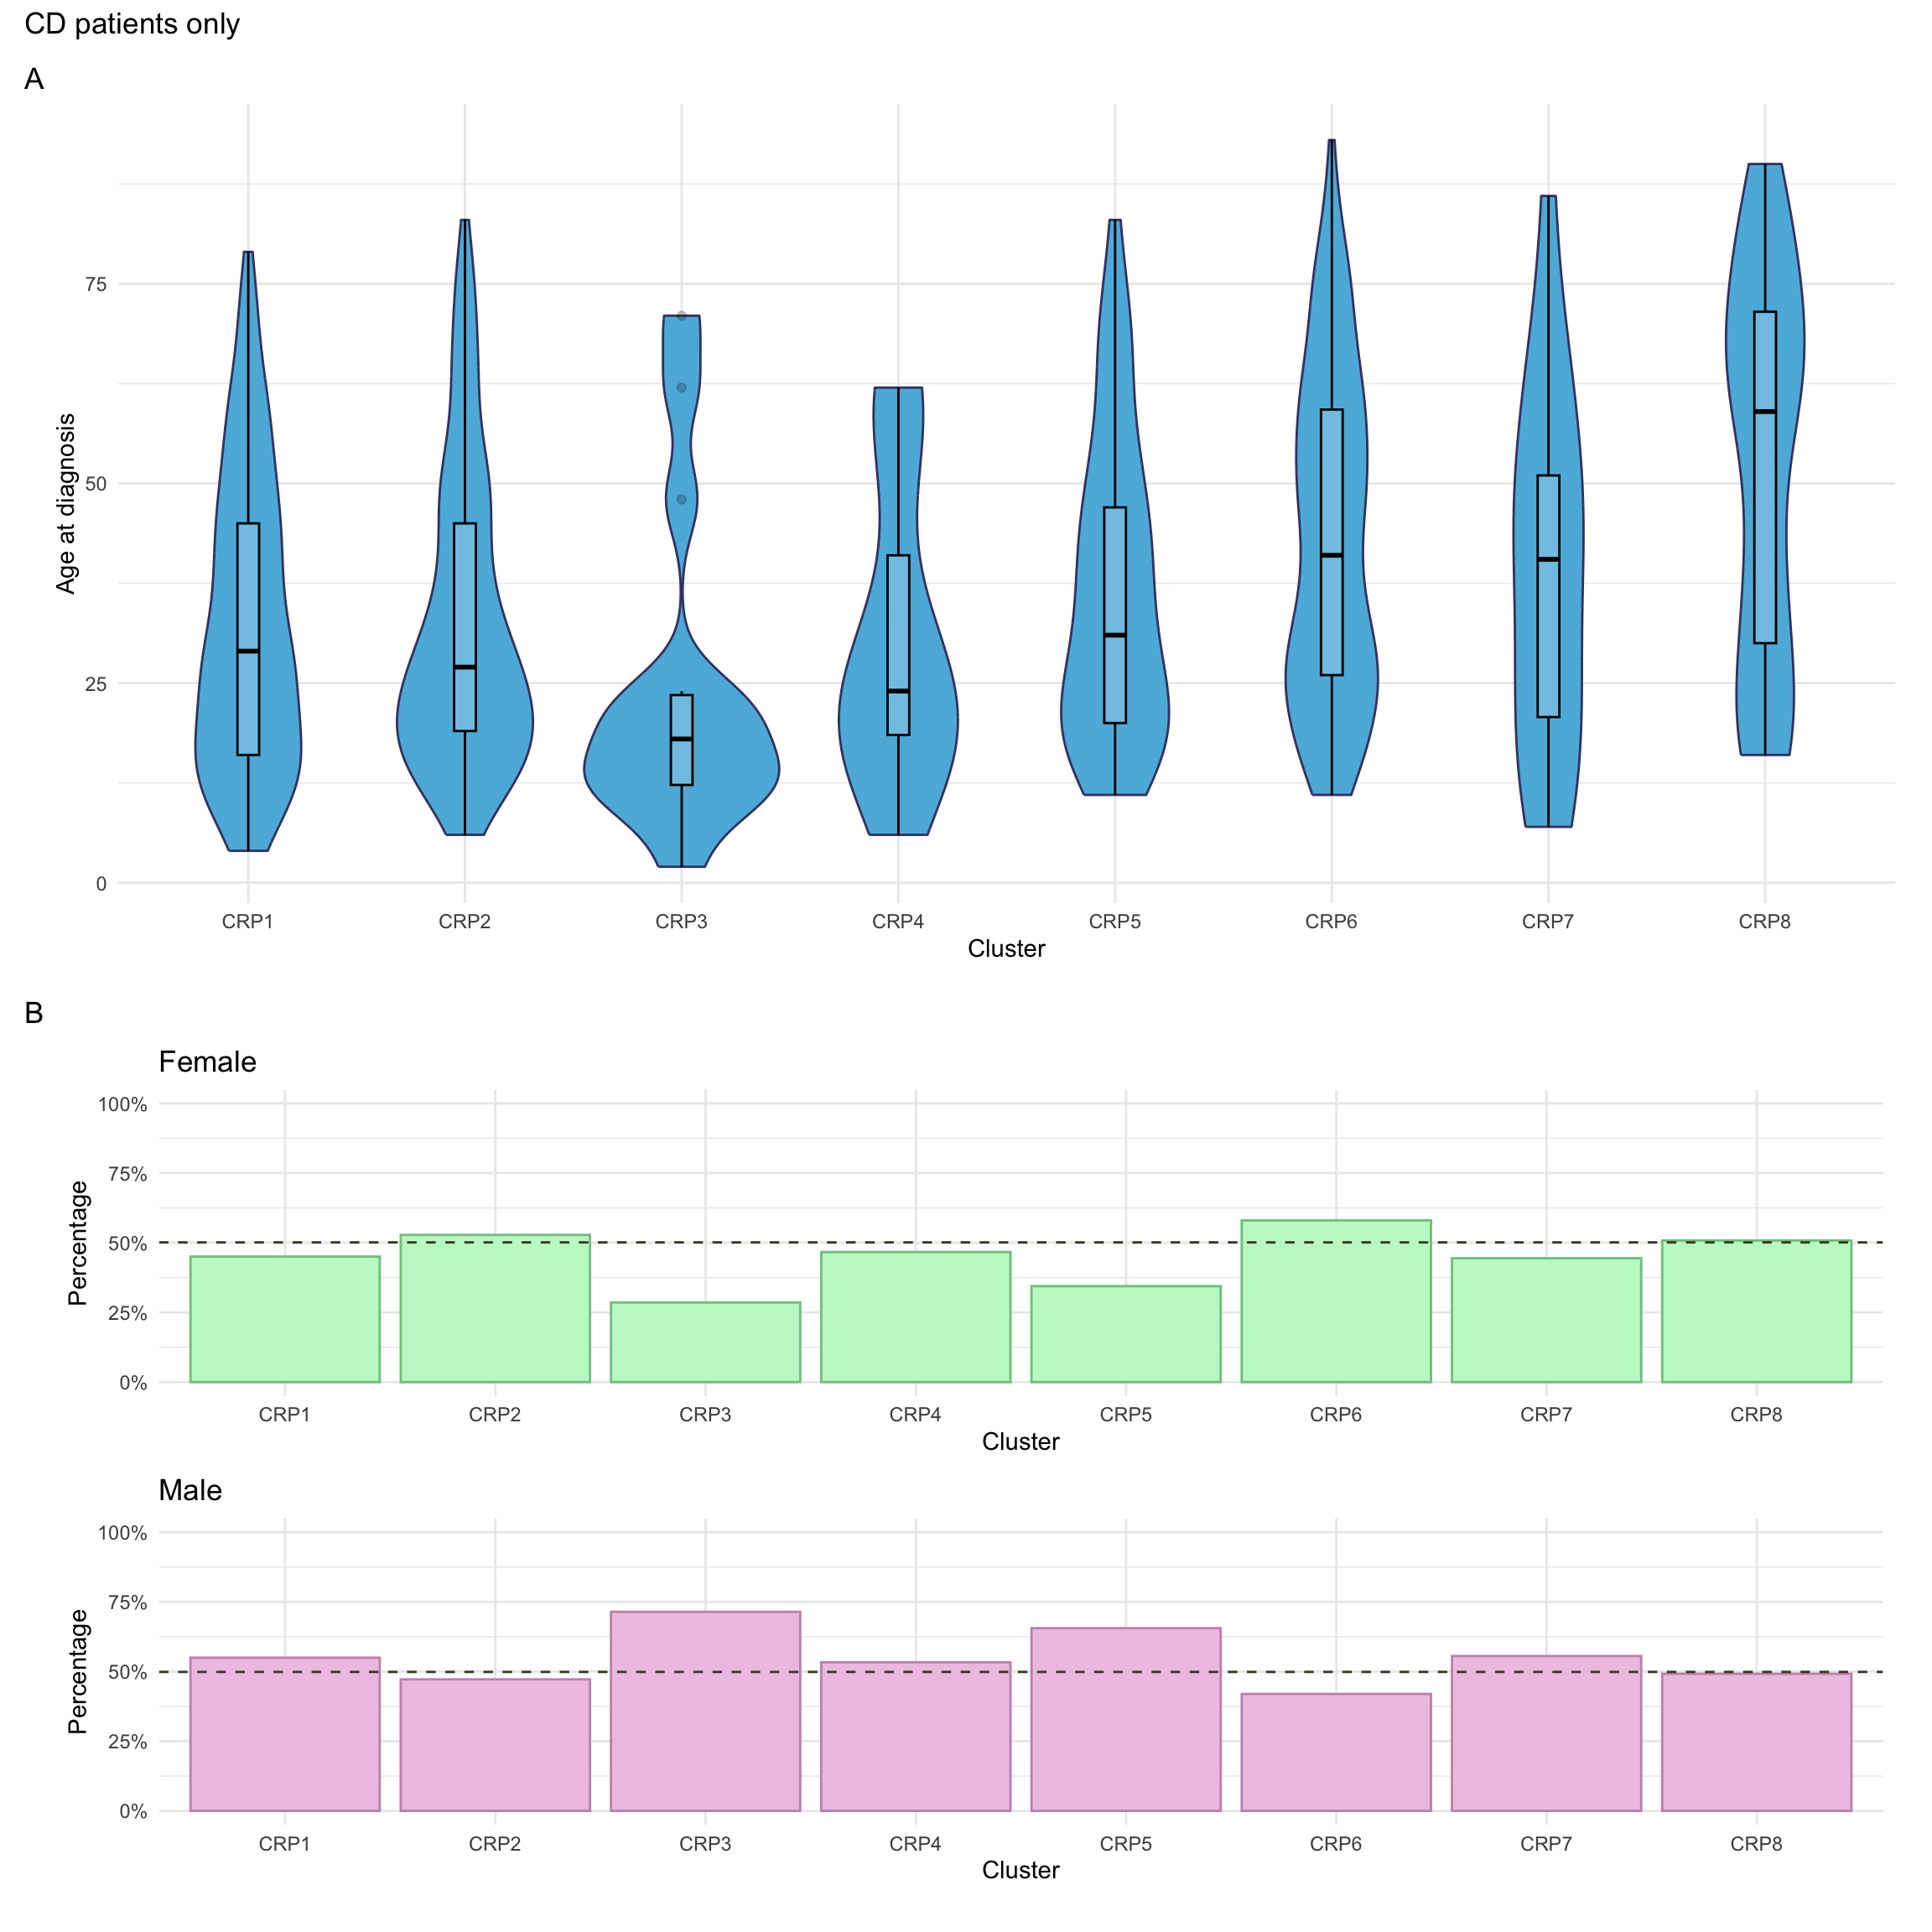 CD patients only
A
Age at diagnosis
75
50
25
0
CRP1 CRP2 CRP3 CRP4 CRP5 CRP6 CRP7 CRP8
Cluster
B
Female
Percentage
100%
75%
50%
25%
0%
CRP1 CRP2 CRP3 CRP4 CRP5 CRP6 CRP7 CRP8
Cluster
Male
Percentage
100%
75%
50%
25%
0%
CRP1 CRP2 CRP3 CRP4 CRP5 CRP6 CRP7 CRP8
Cluster